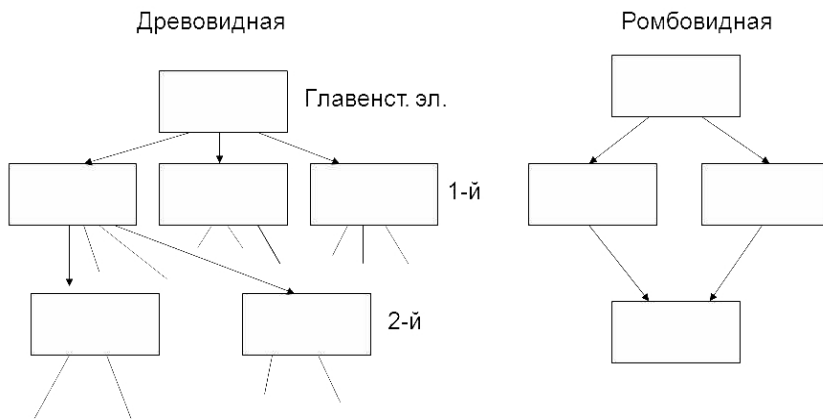 Древовидная
Ромбовидная
Главенст. эл.
1-й
2-й